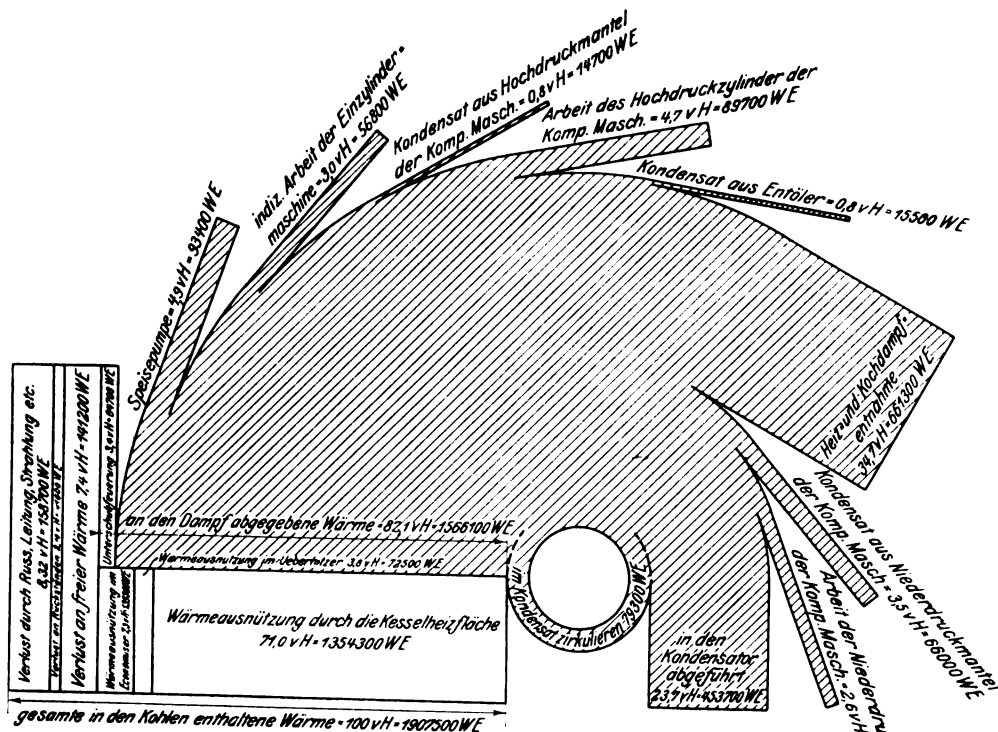 Speisepumpe = 4,9 vH = 93400 WE
indiz. Arbeit der Einzylinder-
maschine = 3,0 vH = 56800 WE
Kondensat aus Hochdruckmantel
der Komp. Masch. = 0,8 vH = 14700 WE
Arbeit des Hochdruckzylinder der
Komp. Masch. = 4,7 vH = 89700 WE
Kondensat aus Entöler = 0,8 vH = 15500 WE
Heiz- und Kochdampf-
entnahme
34,7 vH = 661300 WE
Kondensat aus Niederdruckmantel
der Komp. Masch = 3,5 vH = 66000 WE
Arbeit der Niederdru
der Komp. Masch. = 2,6 vH
in den
Kondensator
abgeführt
23,7 vH = 453700 WE
im Kondensat zirkulieren 79300 WE
an den Dampf abgegebene Wärme = 82,1 vH = 1566100 WE
Wärmeausnutzung im Ueberhitzer 3,8 vH = 72500 WE
Wärmeausnützung durch die Kesselheizfläche
71,0 vH = 1354300 WE
Verlust durch Russ, Leitung, Strahlung etc.
8,32 vH = 158700 WE
Verlust an freier Wärme 7,4 vH = 141200 WE
Unterschubfeuerung
Wärmeausnützung im
Economiser
gesamte in den Kohlen enthaltene Wärme = 100 vH = 1907500 WE